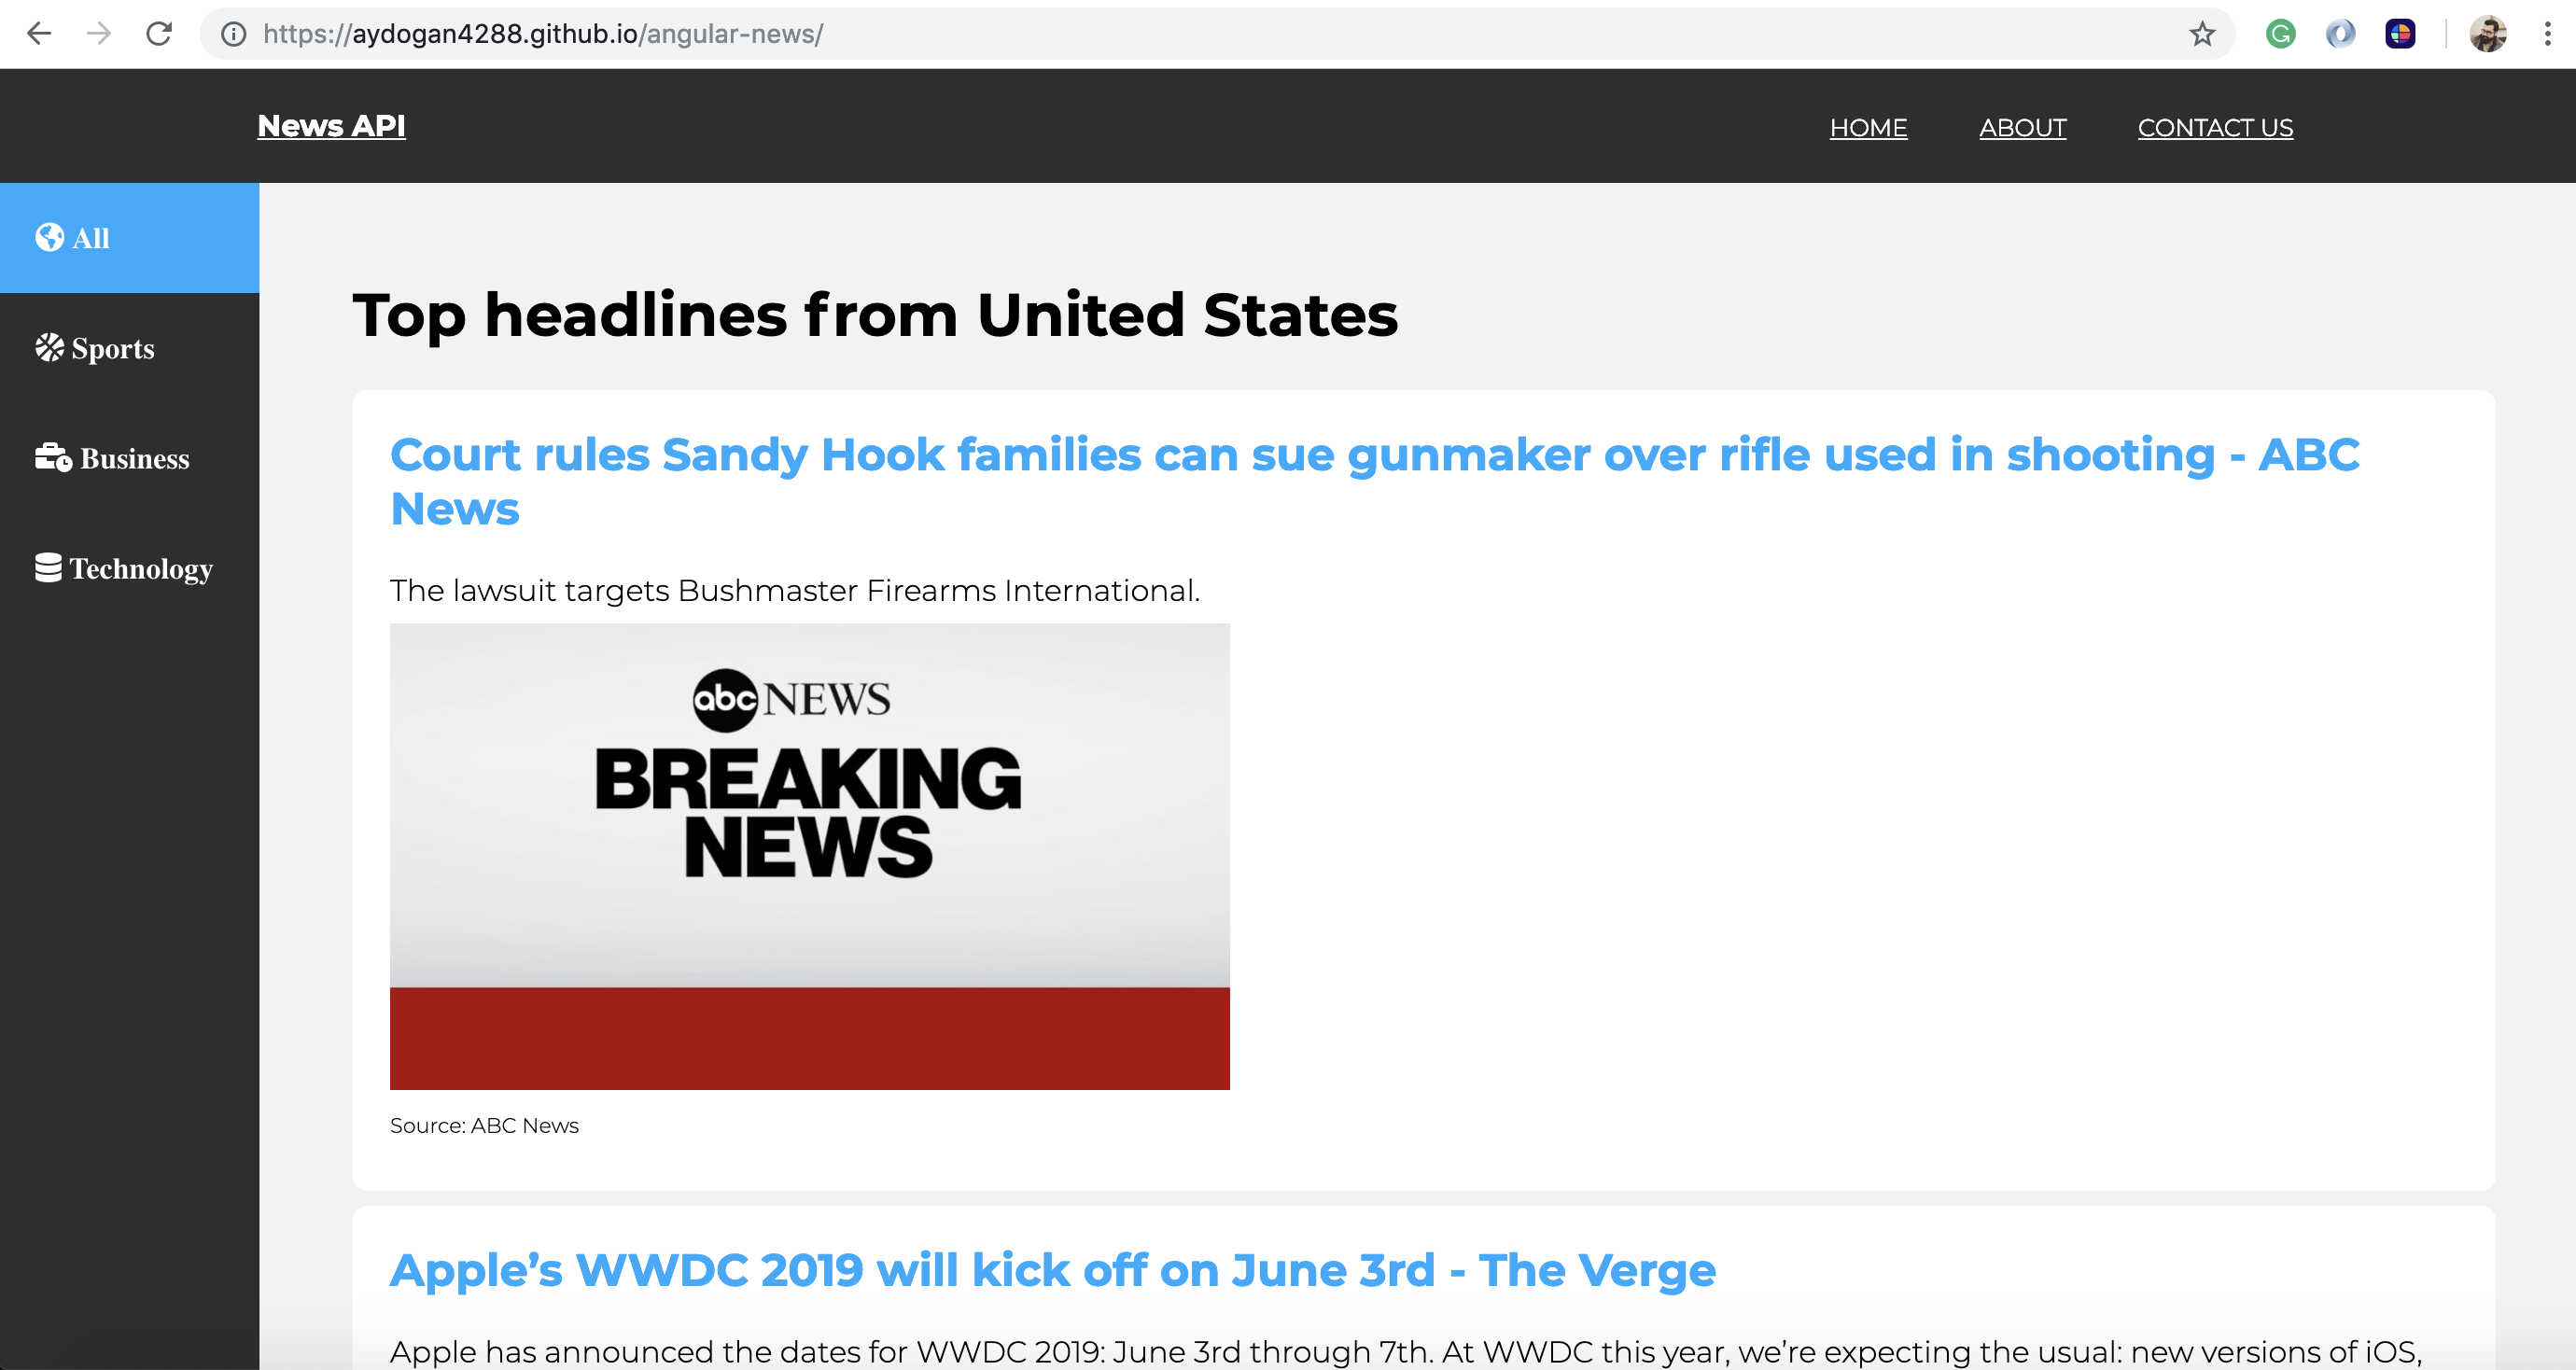 https://aydogan4288.github.io/angular-news/
News API
HOME
ABOUT
CONTACT US
All
Sports
Business
Technology
Top headlines from United States
Court rules Sandy Hook families can sue gunmaker over rifle used in shooting - ABC
News
The lawsuit targets Bushmaster Firearms International.
abc NEWS
BREAKING
NEWS
Source: ABC News
Apple’s WWDC 2019 will kick off on June 3rd - The Verge
Apple has announced the dates for WWDC 2019: June 3rd through 7th. At WWDC this year, we’re expecting the usual: new versions of iOS,